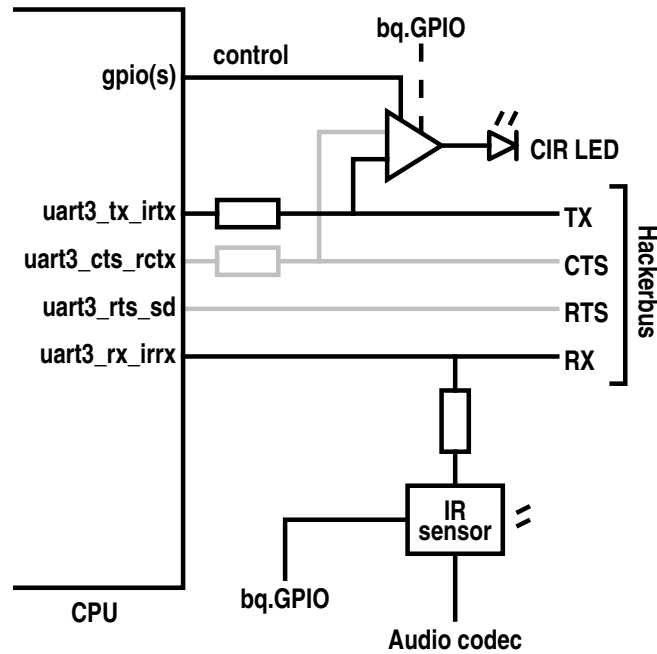 bq.GPIO
control
gpio(s)
CIR LED
uart3_tx_irtx
TX
uart3_cts_rctx
CTS
uart3_rts_sd
RTS
uart3_rx_irrx
RX
Hackerbus
IR
sensor
bq.GPIO
CPU
Audio codec